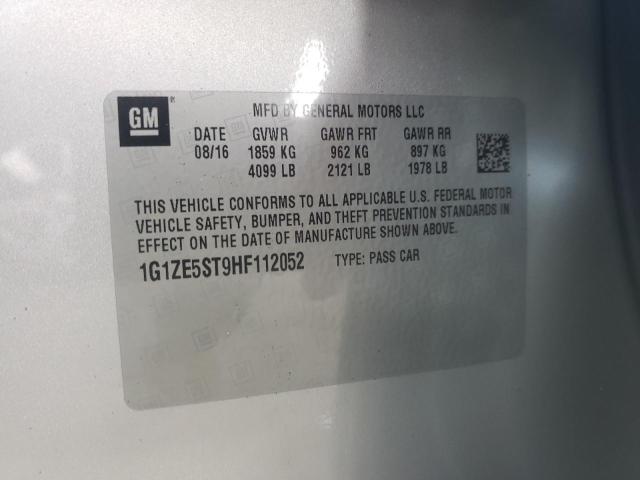 GM
MFD BY GENERAL MOTORS LLC
DATE GVWR GAWR FRT GAWR RR
08/16 1859 KG 962 KG 897 KG
4099 LB 2121 LB 1978 LB
THIS VEHICLE CONFORMS TO ALL APPLICABLE U.S. FEDERAL MOTOR
VEHICLE SAFETY, BUMPER, AND THEFT PREVENTION STANDARDS IN
EFFECT ON THE DATE OF MANUFACTURE SHOWN ABOVE.
1G1ZE5ST9HF112052 TYPE: PASS CAR